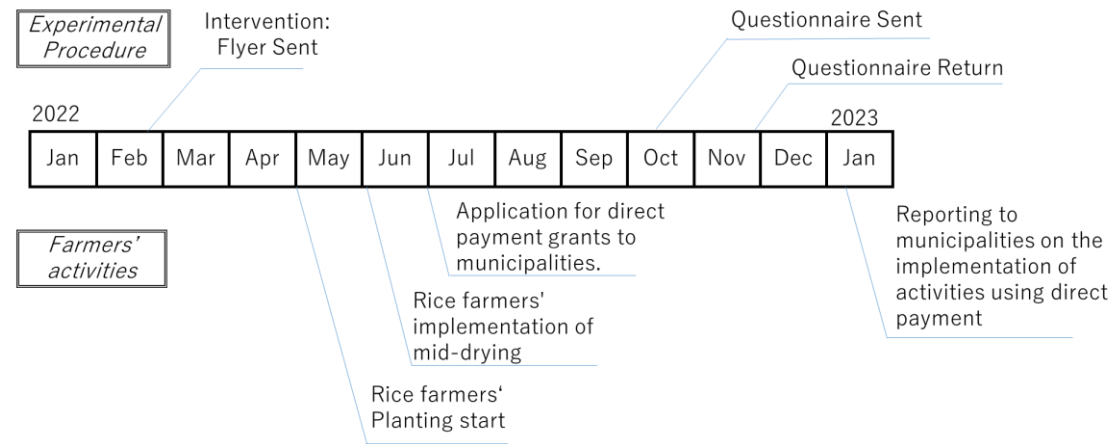 Experimental
Procedure
Intervention:
Flyer Sent
Questionnaire Sent
Questionnaire Return
2022
2023
Jan Feb Mar Apr May Jun Jul Aug Sep Oct Nov Dec Jan
Farmers’
activities
Application for direct
payment grants to
municipalities.
Reporting to
municipalities on the
implementation of
activities using direct
payment
Rice farmers'
implementation of
mid-drying
Rice farmers‘
Planting start